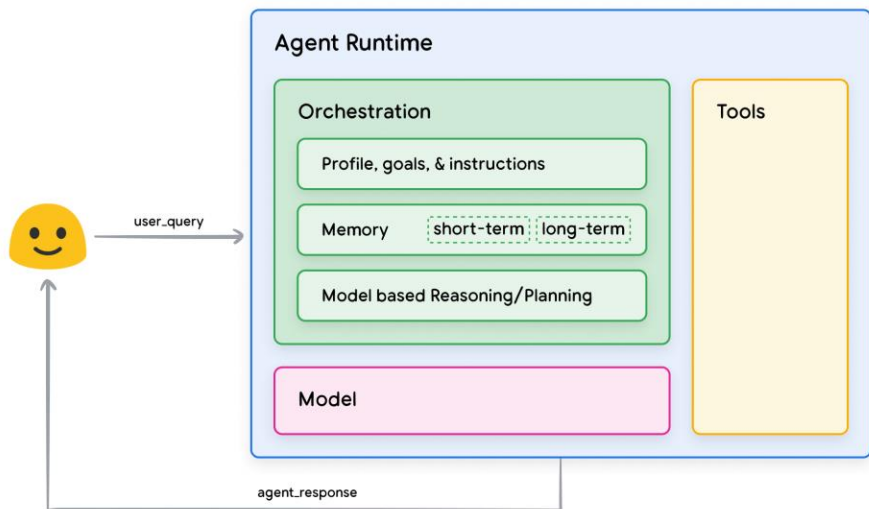 Agent Runtime
Orchestration
Tools
Profile, goals, & instructions
user_query
Memory short-term long-term
Model based Reasoning/Planning
Model
agent_response